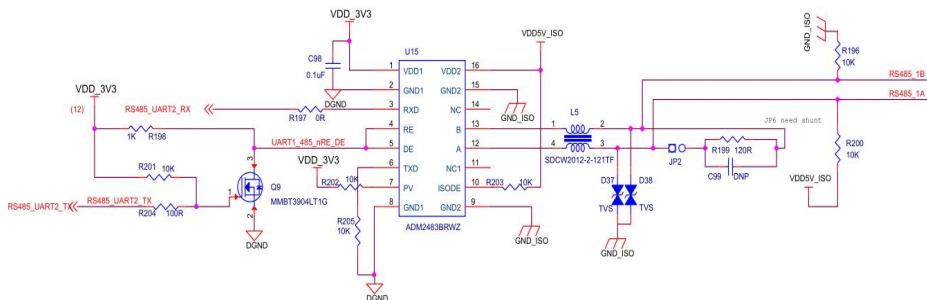 VDD_3V3
VDD5V_ISO
GND_ISO
U15
C98
0.1uF
DGND
1
VDD1
VDD2
16
2
GND1
GND2
15
GND_ISO
3
RXD
NC
14
4
RE
B
13
5
DE
A
12
6
TXD
NC1
11
7
PV
ISODE
10
8
GND1
GND2
9
ADM2483BRWZ
VDD_3V3
(12)
RS485_UART2_RX
R197
0R
1K
R198
UART1_485_nRE_DE
VDD_3V3
R201
10K
R202
10K
3
1
2
Q9
MMBT3904LT1G
RS485_UART2_TX
RS485_UART2_TX
R204
100R
DGND
R205
10K
DGND
R203
10K
GND_ISO
L5
1
2
4
3
SDCW2012-2-121TF
D37
D38
TVS
TVS
GND_ISO
JP2
R199
120R
C99
DNP
JP6 need shunt
R196
10K
RS485_1B
RS485_1A
R200
10K
VDD5V_ISO